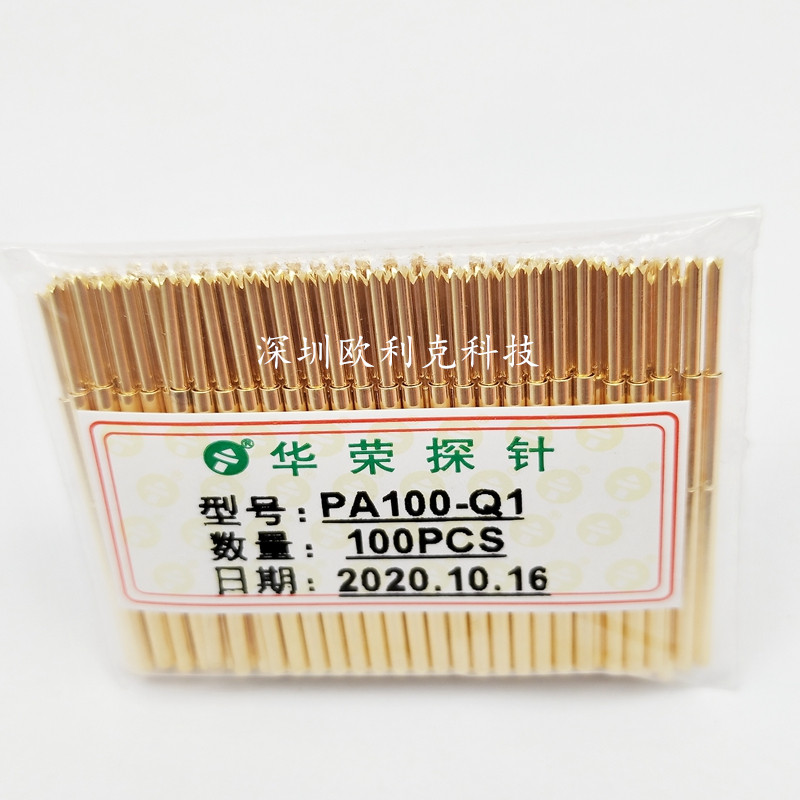 深圳欧利克科技
® 华荣探针
型号: PA100-Q1
数量: 100PCS
日期: 2020.10.16